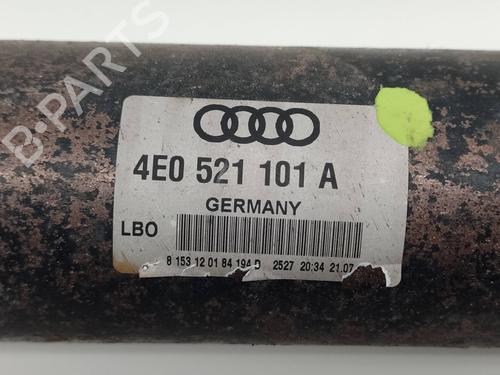 B-PARTS
4E0 521 101 A
GERMANY
LBO
8 153 12 01 84 194 D 2527 20:34 21.07